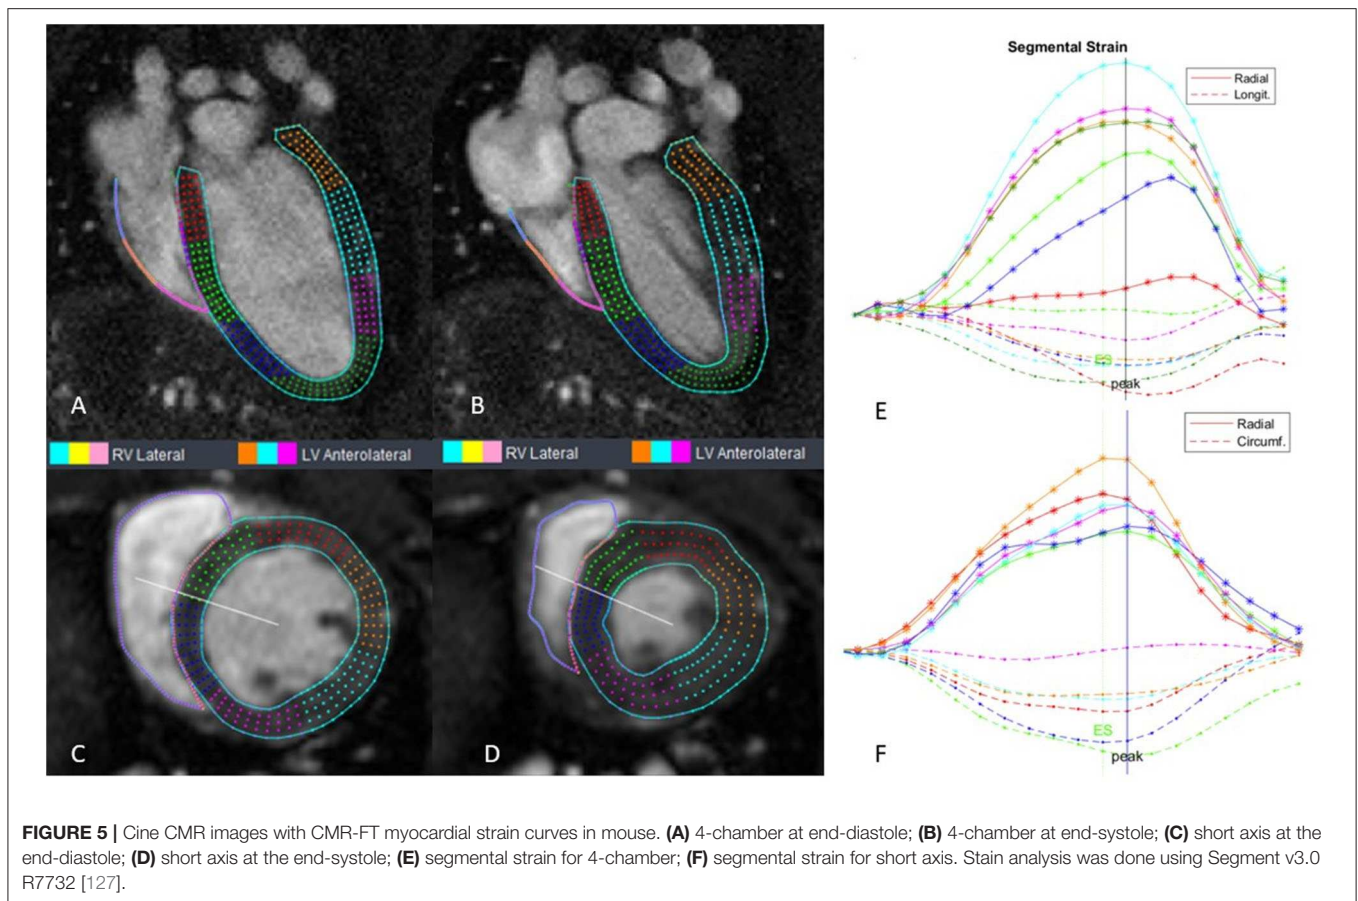 Segmental Strain
Radial
Longit.
ES
peak
A
B
E
RV Lateral
LV Anterolateral
RV Lateral
LV Anterolateral
Radial
Circumf.
ES
peak
C
D
F
FIGURE 5 | Cine CMR images with CMR-FT myocardial strain curves in mouse. (A) 4-chamber at end-diastole; (B) 4-chamber at end-systole; (C) short axis at the
end-diastole; (D) short axis at the end-systole; (E) segmental strain for 4-chamber; (F) segmental strain for short axis. Stain analysis was done using Segment v3.0
R7732 [127].